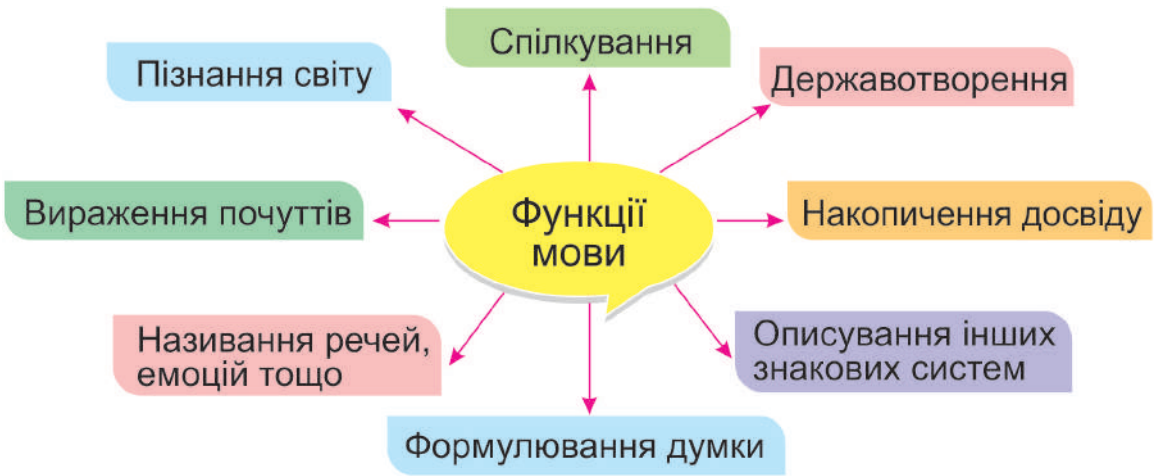 Спілкування
Пізнання світу
Державотворення
Вираження почуттів
Функції
мови
Накопичення досвіду
Називання речей,
емоцій тощо
Описування інших
знакових систем
Формулювання думки